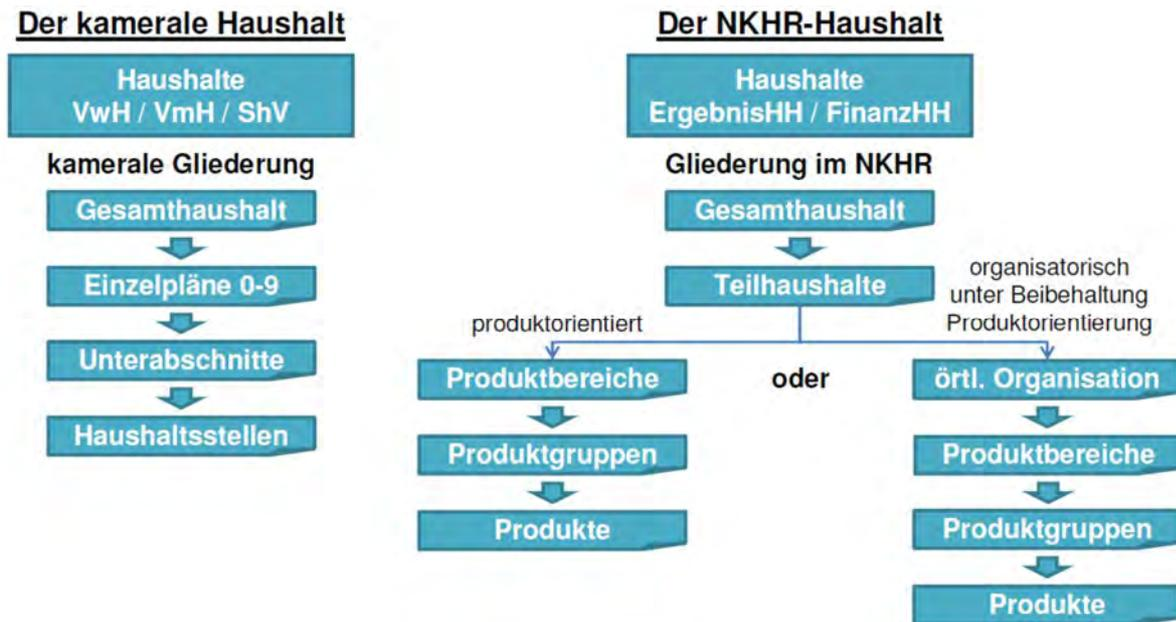 Der kamerale Haushalt
Haushalte
VwH / VmH / ShV
kamerale Gliederung
Gesamthaushalt
Einzelpläne 0-9
Unterabschnitte
Haushaltsstellen
Der NKHR-Haushalt
Haushalte
ErgebnisHH / FinanzHH
Gliederung im NKHR
Gesamthaushalt
Teilhaushalte
produktorientiert
Produktbereiche
Produktgruppen
Produkte
oder
organisatorisch
unter Beibehaltung
Produktorientierung
örtl. Organisation
Produktbereiche
Produktgruppen
Produkte